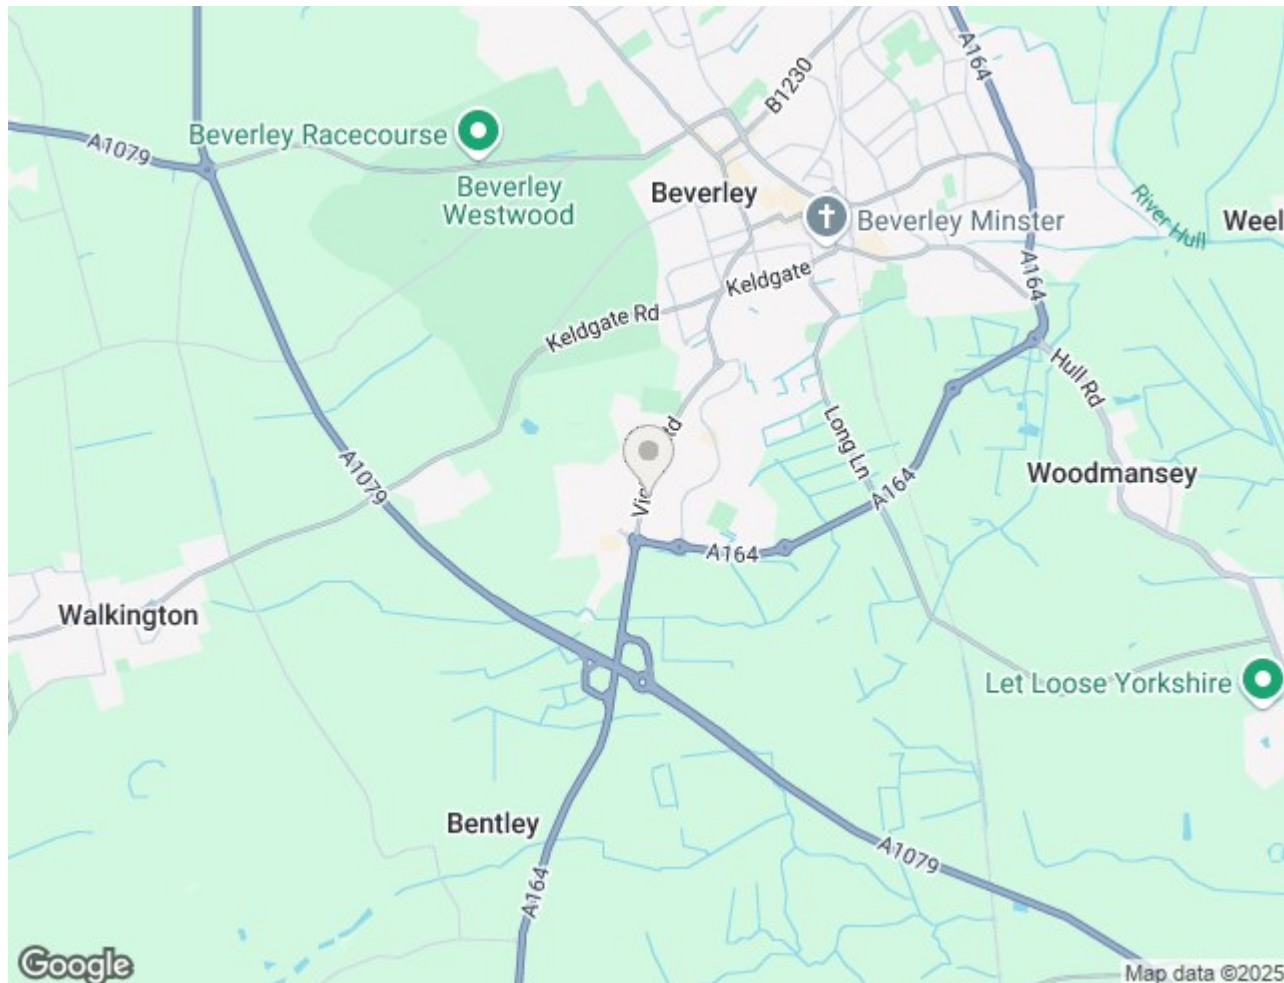 A164
B1230
A1079
Beverley Racecourse
Beverley
Westwood
Beverley
Beverley Minster
River Hull
Weel
A164
Keldgate
Keldgate Rd
Hull Rd
Long Ln
Rd
A1079
A164
Woodmansey
A164
Walkington
Let Loose Yorkshire
Bentley
A1079
A164
Google
Map data ©2025